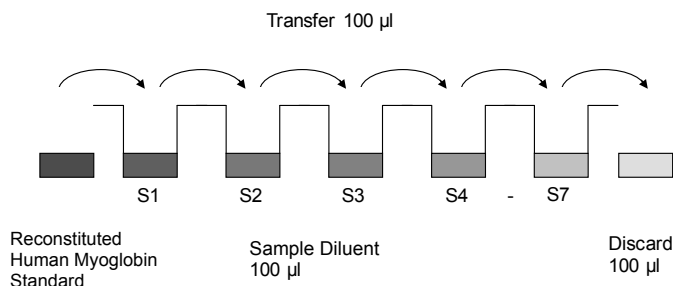 Transfer 100 µl
S1 S2 S3 S4 - S7
Reconstituted
Human Myoglobin
Standard
Sample Diluent
100 µl
Discard
100 µl